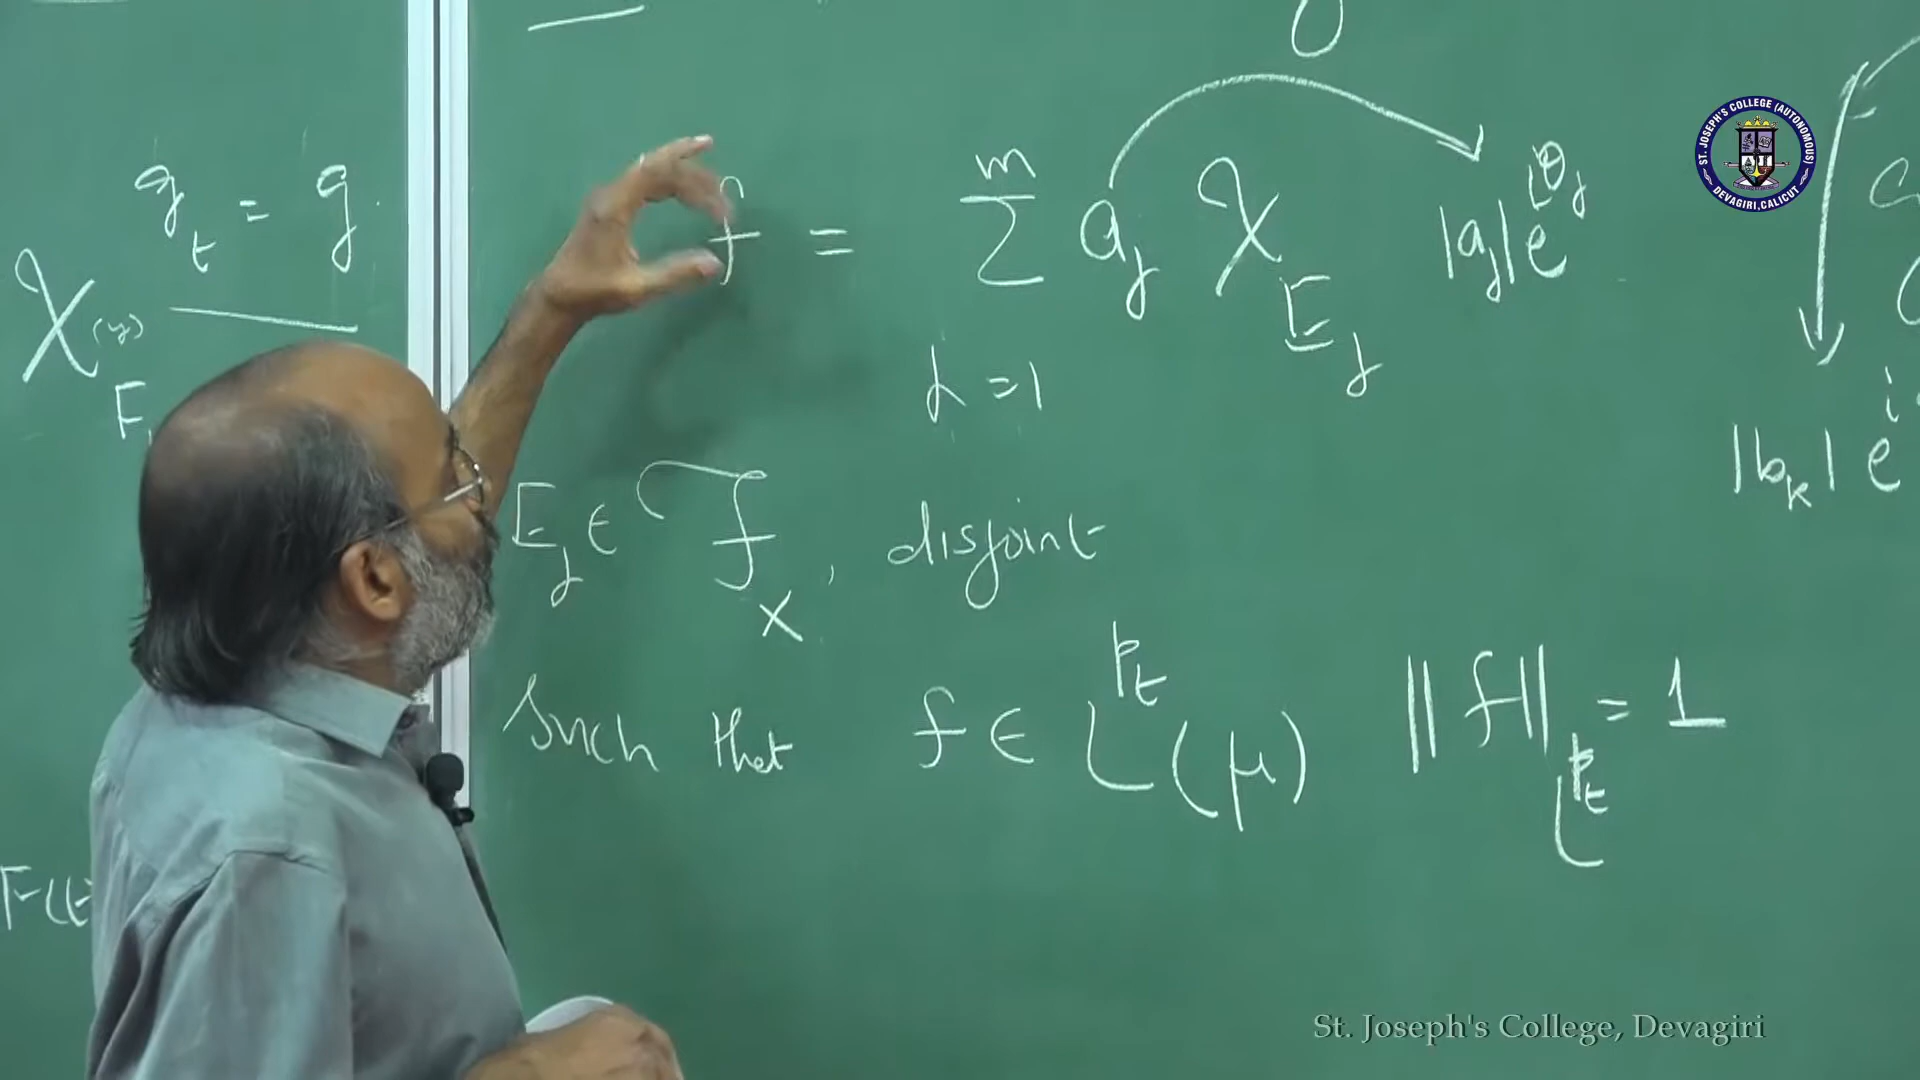 g_t = g
χ_E (y)
F(t)
f = Σ_{j=1}^{m} a_j χ_{E_j} |a_j| e^{iθ_j}
|b_k| e^i
E_j ∈ F_X, disjoint
Such that f ∈ L^{p_t}(μ) ||f||_{L^{p_t}} = 1
ST. JOSEPH'S COLLEGE (AUTONOMOUS)
DEVAGIRI, CALICUT
St. Joseph's College, Devagiri